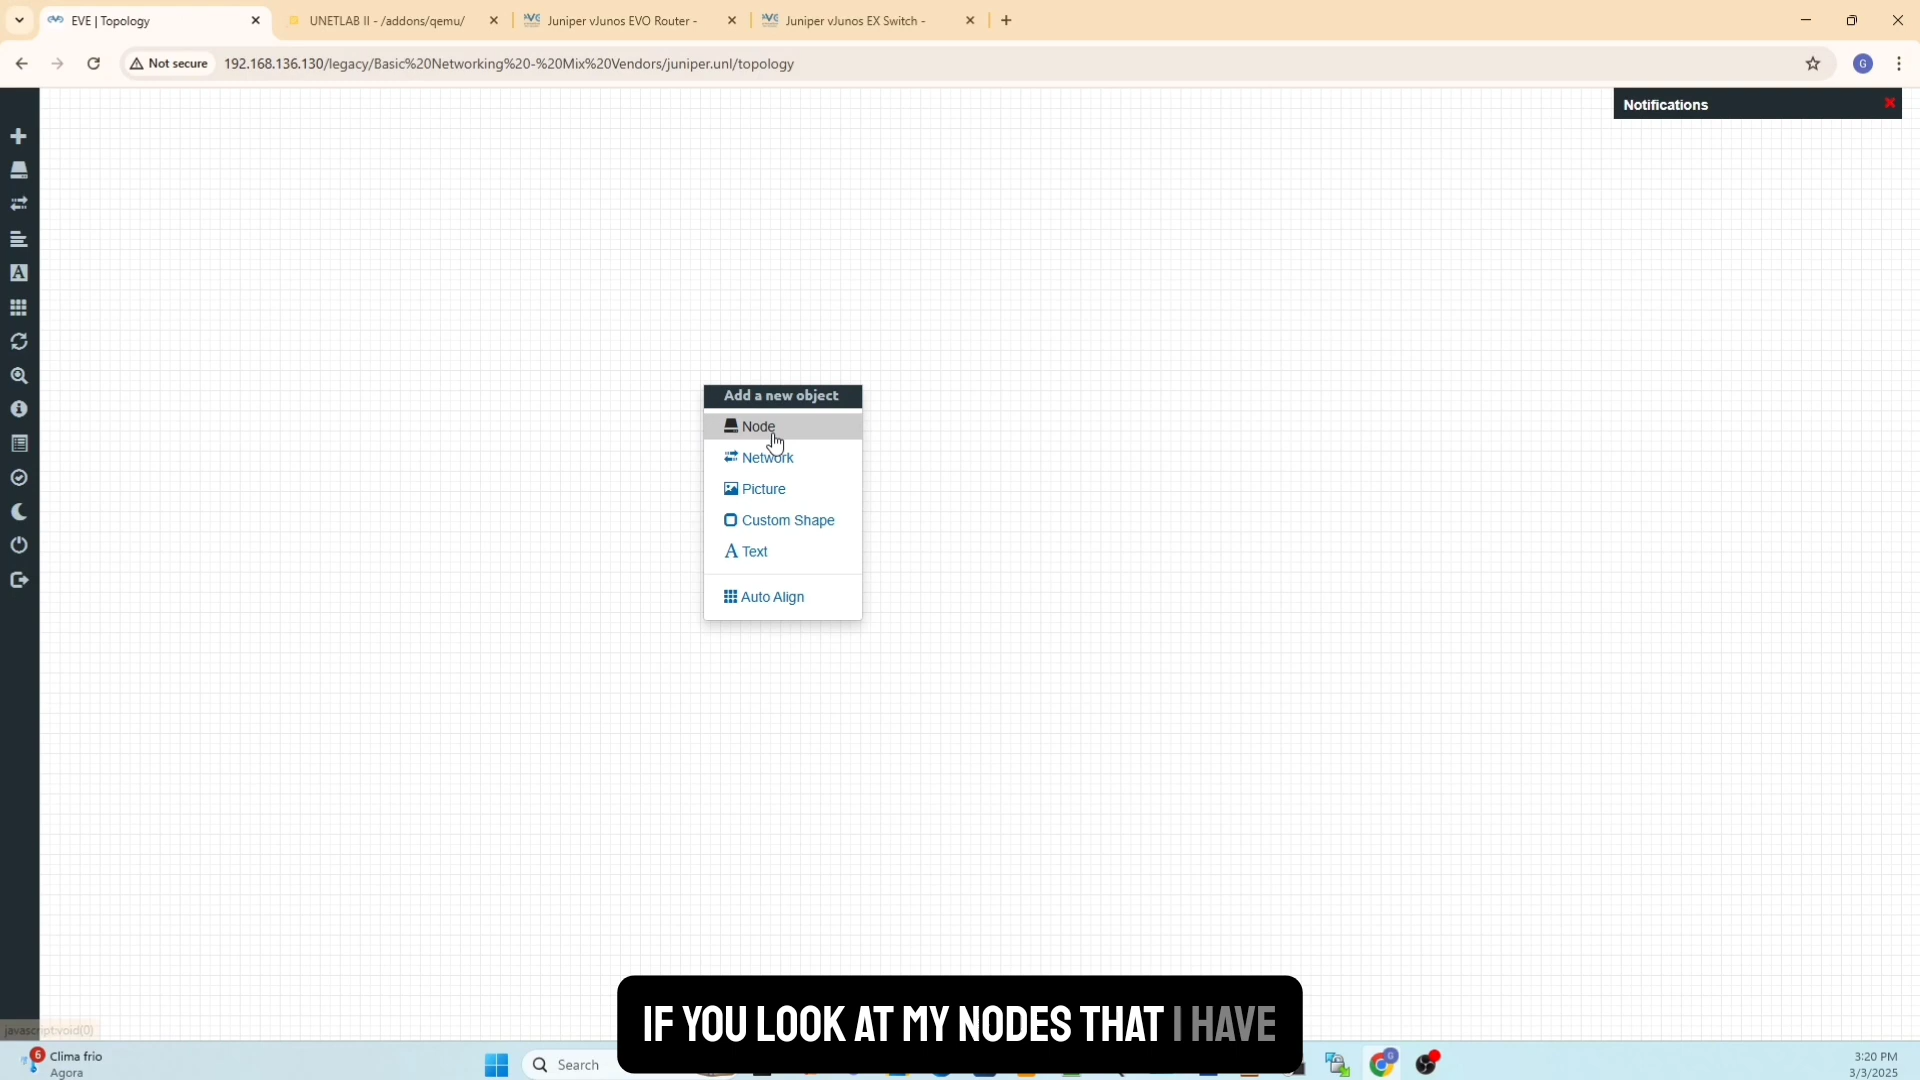 EVE | Topology
UNETLAB II - /addons/qemu/
Juniper vJunos EVO Router -
Juniper vJunos EX Switch -
Not secure
192.168.136.130/legacy/Basic%20Networking%20-%20Mix%20Vendors/juniper.unl/topology
G
Notifications
Add a new object
Node
Network
Picture
Custom Shape
A Text
Auto Align
IF YOU LOOK AT MY NODES THAT I HAVE
javascript:void(0)
6
Clima frio
Agora
Search
3:20 PM
3/3/2025